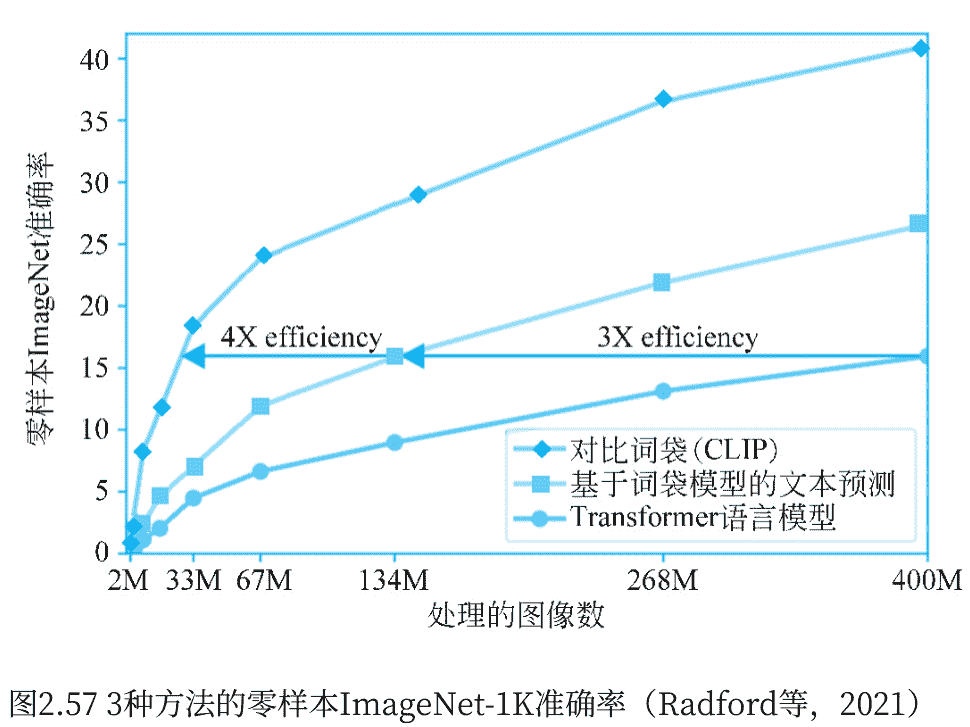 40
35
30
25
20
15
10
5
0
零样本ImageNet准确率
4X efficiency
3X efficiency
对比词袋(CLIP)
基于词袋模型的文本预测
Transformer语言模型
2M 33M 67M 134M 268M 400M
处理的图像数
图2.57 3种方法的零样本ImageNet-1K准确率（Radford等，2021）